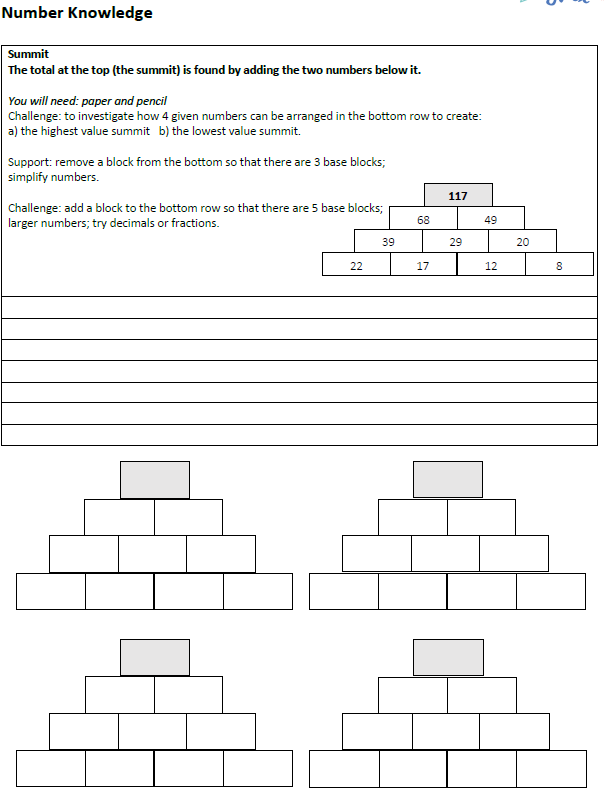 Number Knowledge
Summit
The total at the top (the summit) is found by adding the two numbers below it.
You will need: paper and pencil
Challenge: to investigate how 4 given numbers can be arranged in the bottom row to create:
a) the highest value summit b) the lowest value summit.
Support: remove a block from the bottom so that there are 3 base blocks;
simplify numbers.
Challenge: add a block to the bottom row so that there are 5 base blocks;
larger numbers; try decimals or fractions.
117
68 49
39 29 20
22 17 12 8